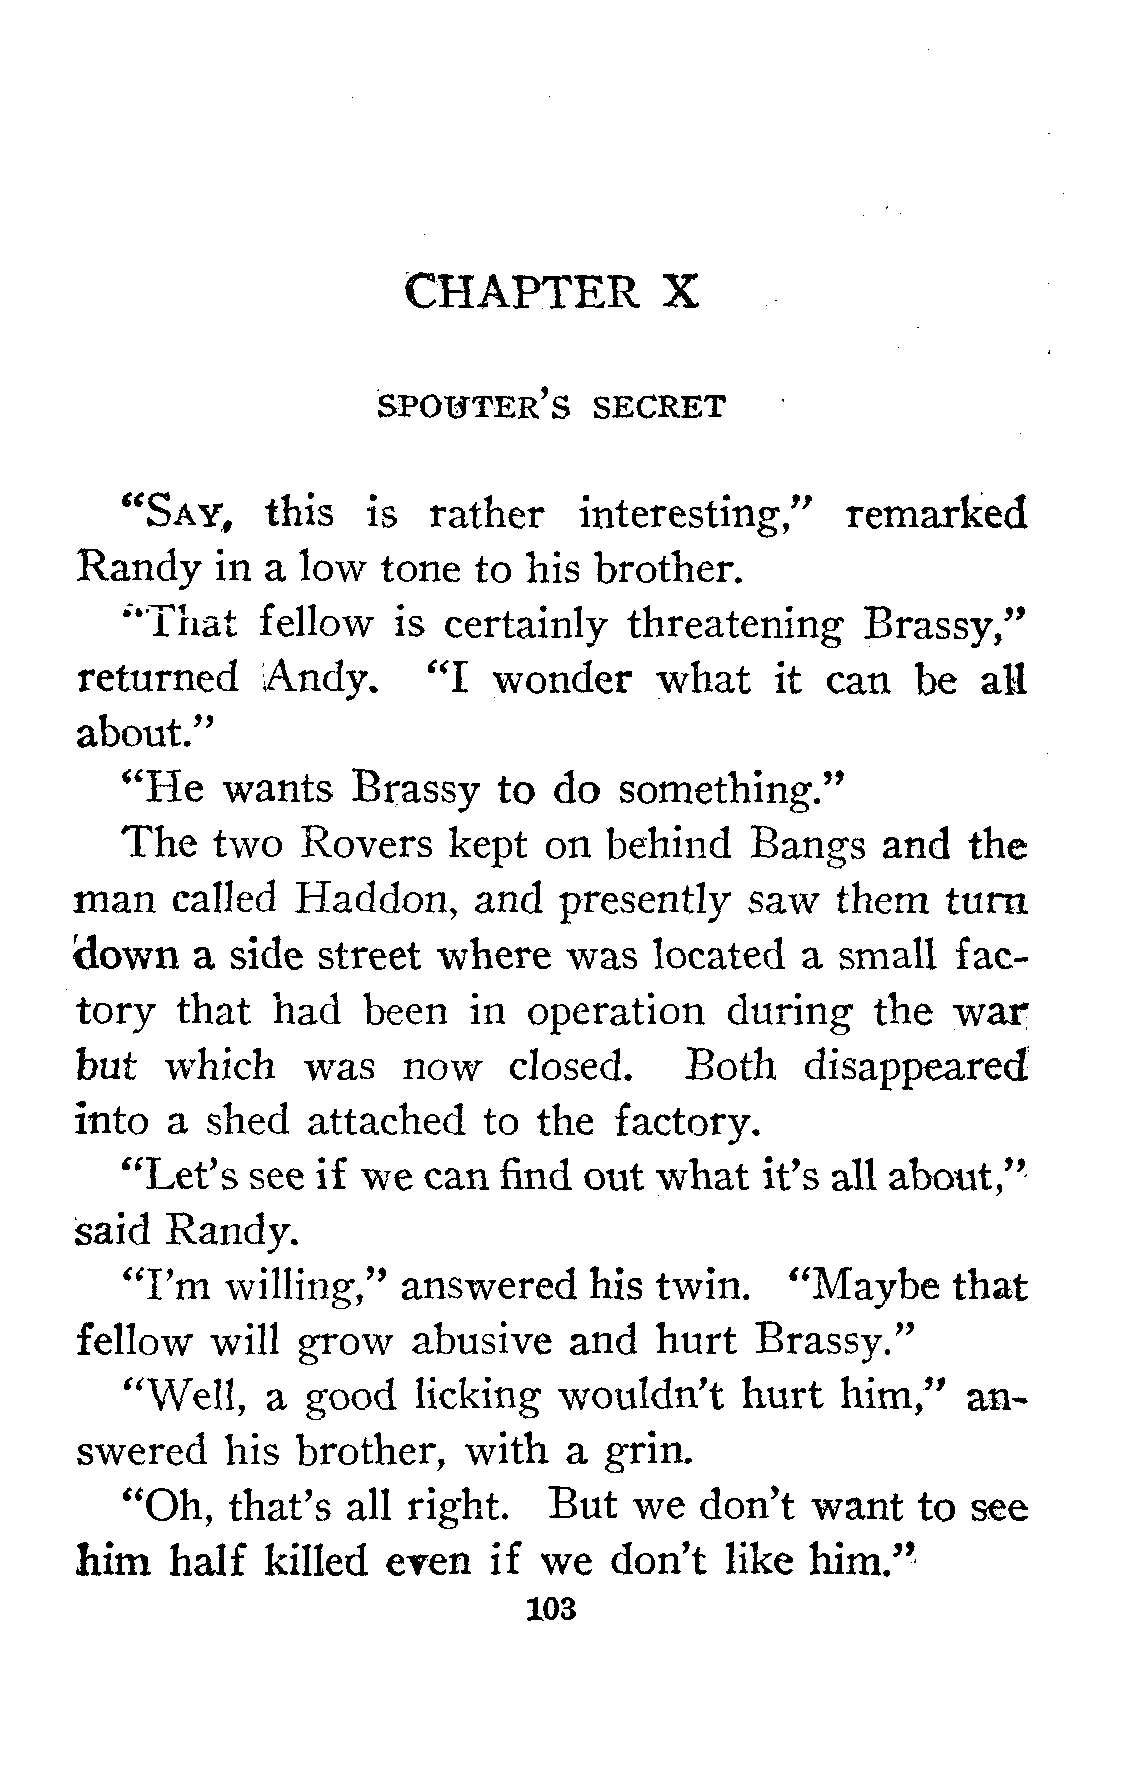 CHAPTER X
SPOUTER'S SECRET
"SAY, this is rather interesting," remarked
Randy in a low tone to his brother.
"That fellow is certainly threatening Brassy,"
returned Andy. "I wonder what it can be all
about."
"He wants Brassy to do something."
The two Rovers kept on behind Bangs and the
man called Haddon, and presently saw them turn
down a side street where was located a small fac-
tory that had been in operation during the war
but which was now closed. Both disappeared
into a shed attached to the factory.
"Let's see if we can find out what it's all about,"
said Randy.
"I'm willing," answered his twin. "Maybe that
fellow will grow abusive and hurt Brassy."
"Well, a good licking wouldn't hurt him," an-
swered his brother, with a grin.
"Oh, that's all right. But we don't want to see
him half killed even if we don't like him."
103